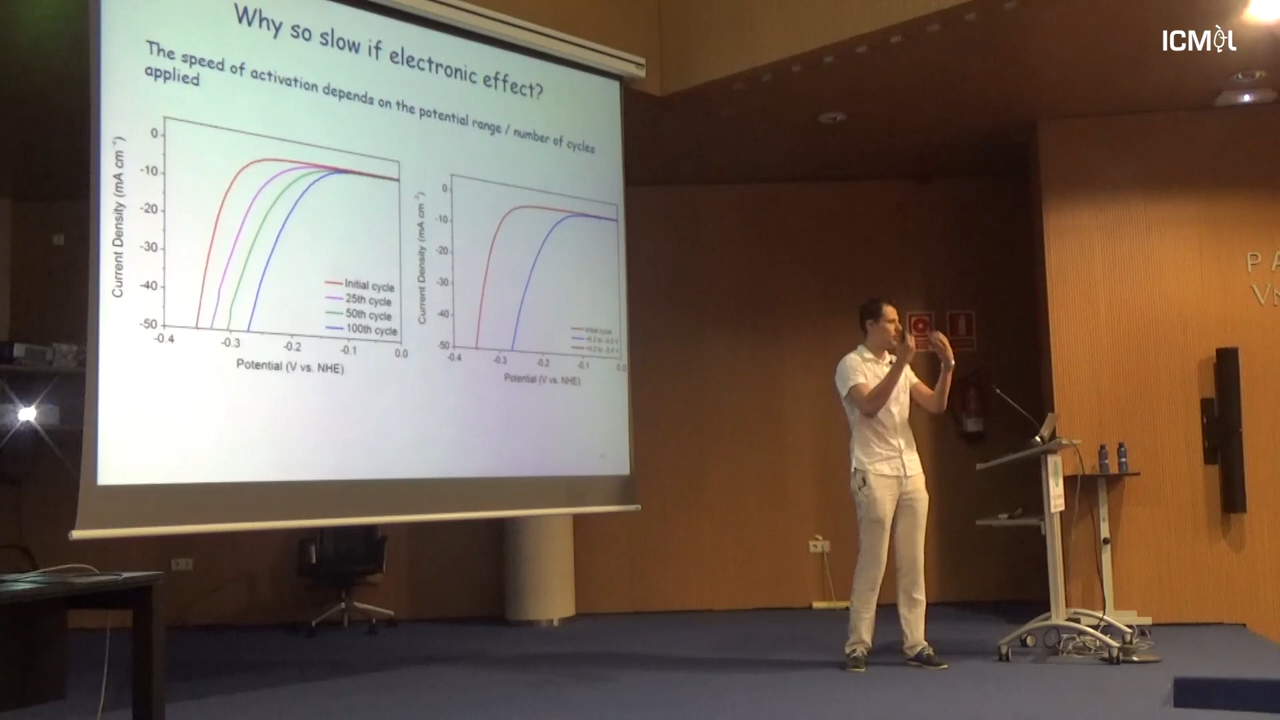 ICMOL
Why so slow if electronic effect?
The speed of activation depends on the potential range / number of cycles
applied
Current Density (mA cm⁻²)
0
-10
-20
-30
-40
-50
-0.4
-0.3
-0.2
-0.1
0.0
Potential (V vs. NHE)
Initial cycle
25th cycle
50th cycle
100th cycle
Current Density (mA cm⁻²)
0
-10
-20
-30
-40
-50
-0.4
-0.3
-0.2
-0.1
0.0
Potential (V vs. NHE)
Initial cycle
P A